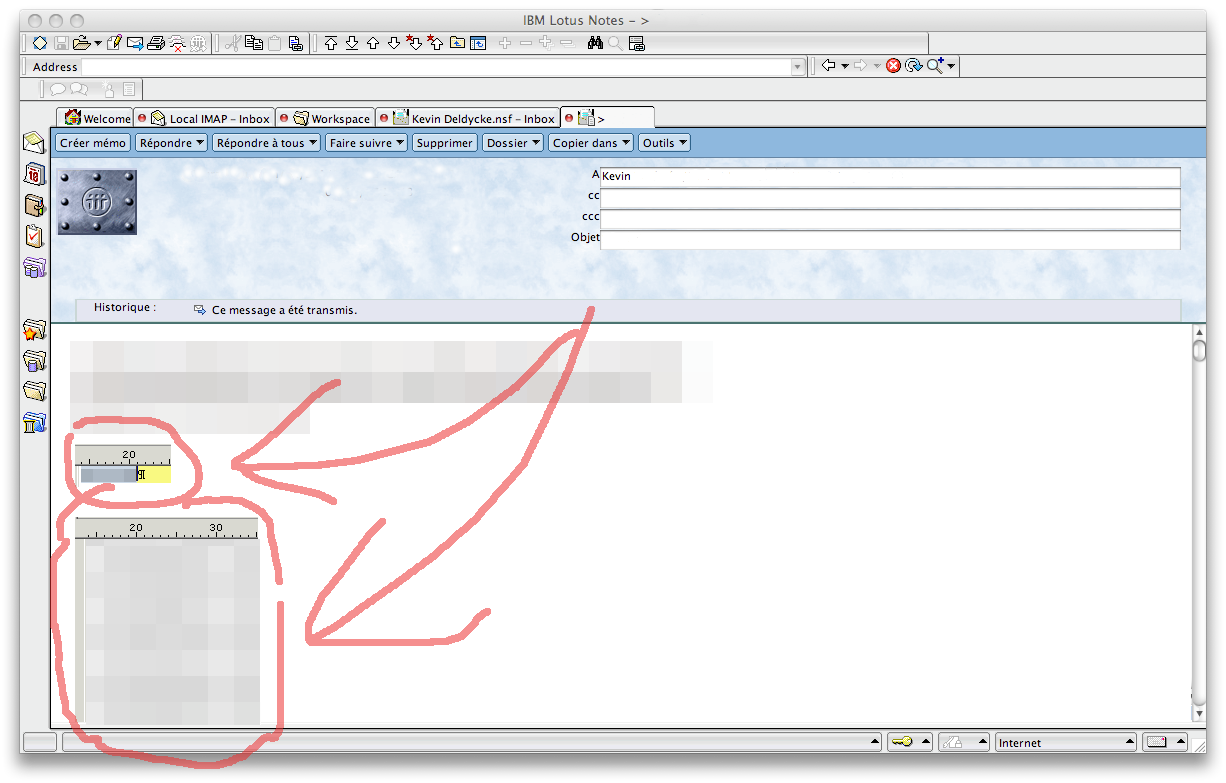 IBM Lotus Notes – >
Address
Welcome Local IMAP – Inbox Workspace Kevin Deldycke.nsf – Inbox >
Créer mémo Répondre Répondre à tous Faire suivre Supprimer Dossier Copier dans Outils
A Kevin
cc
ccc
Objet
Historique : Ce message a été transmis.
20
¶
20 30
Internet